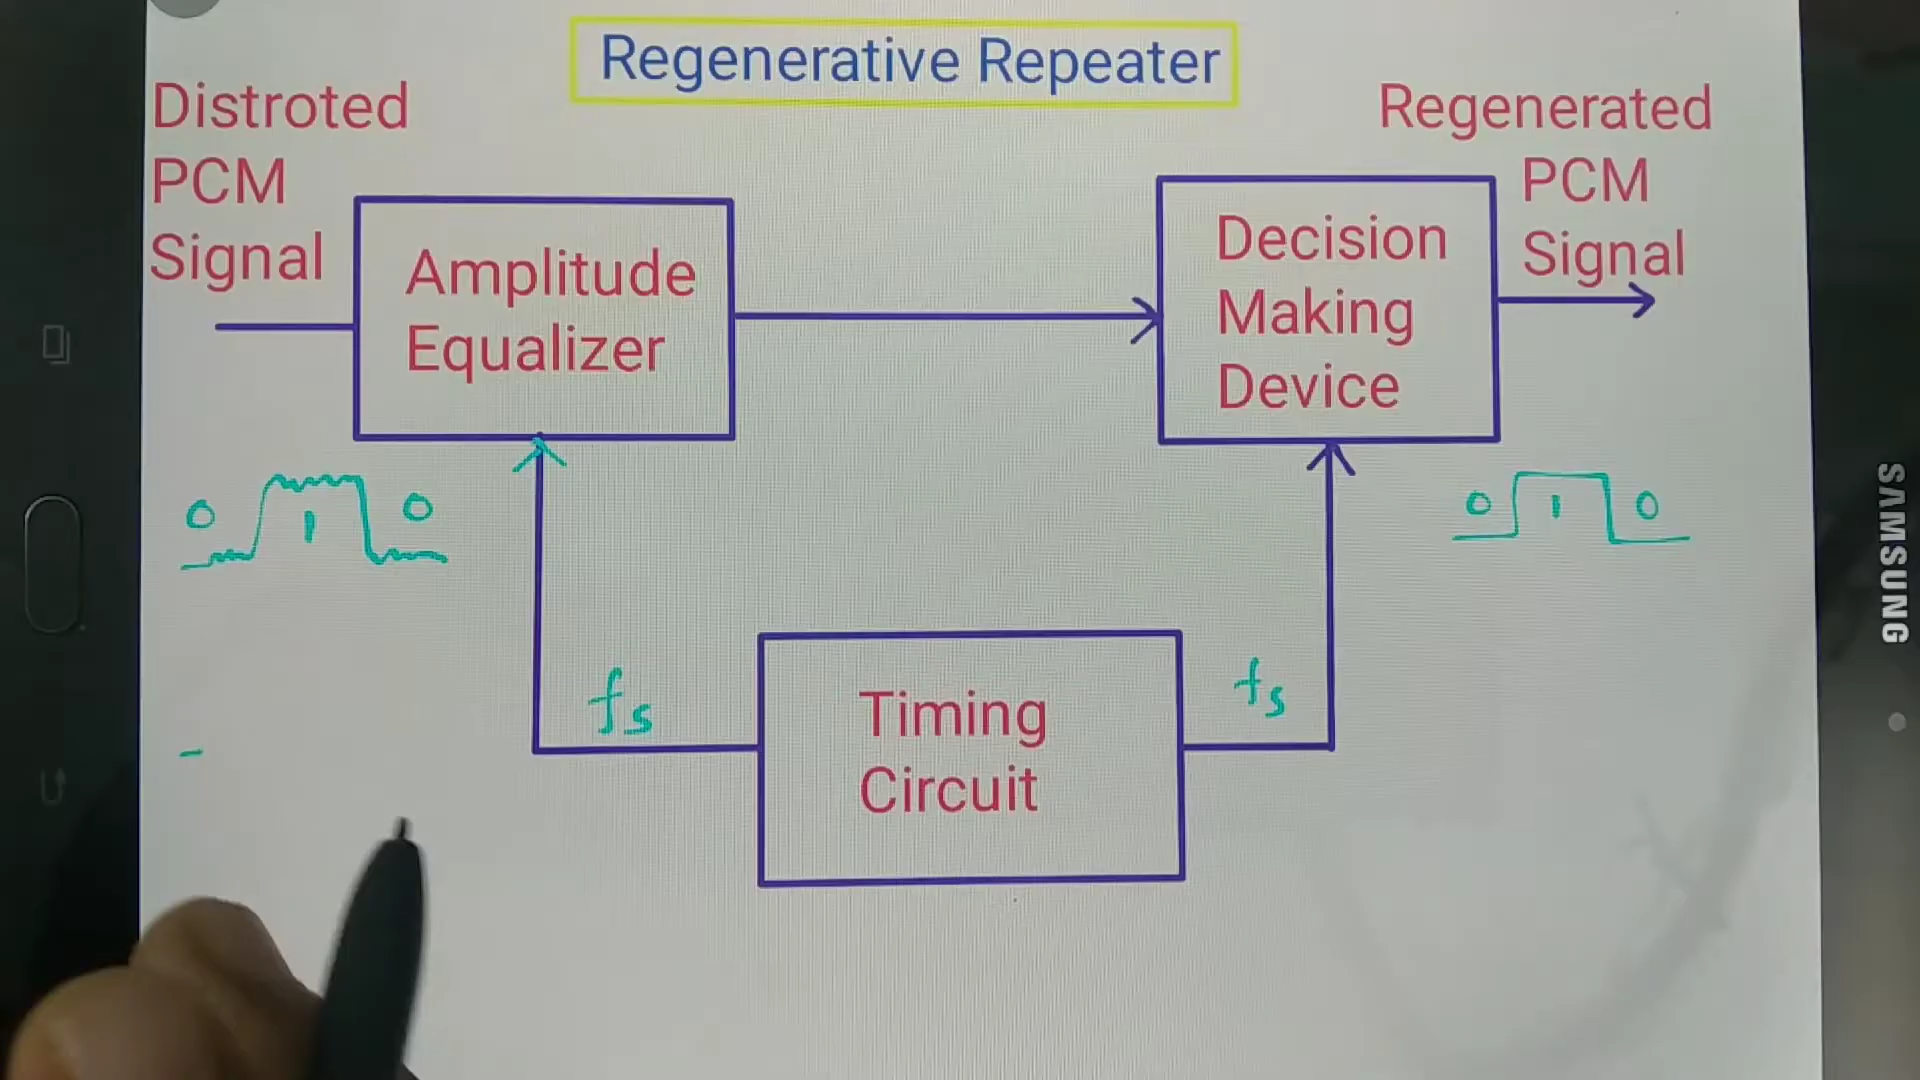 Regenerative Repeater
Distroted
PCM
Signal
Amplitude
Equalizer
Decision
Making
Device
Regenerated
PCM
Signal
0 1 0
0 1 0
fs
fs
Timing
Circuit
SAMSUNG